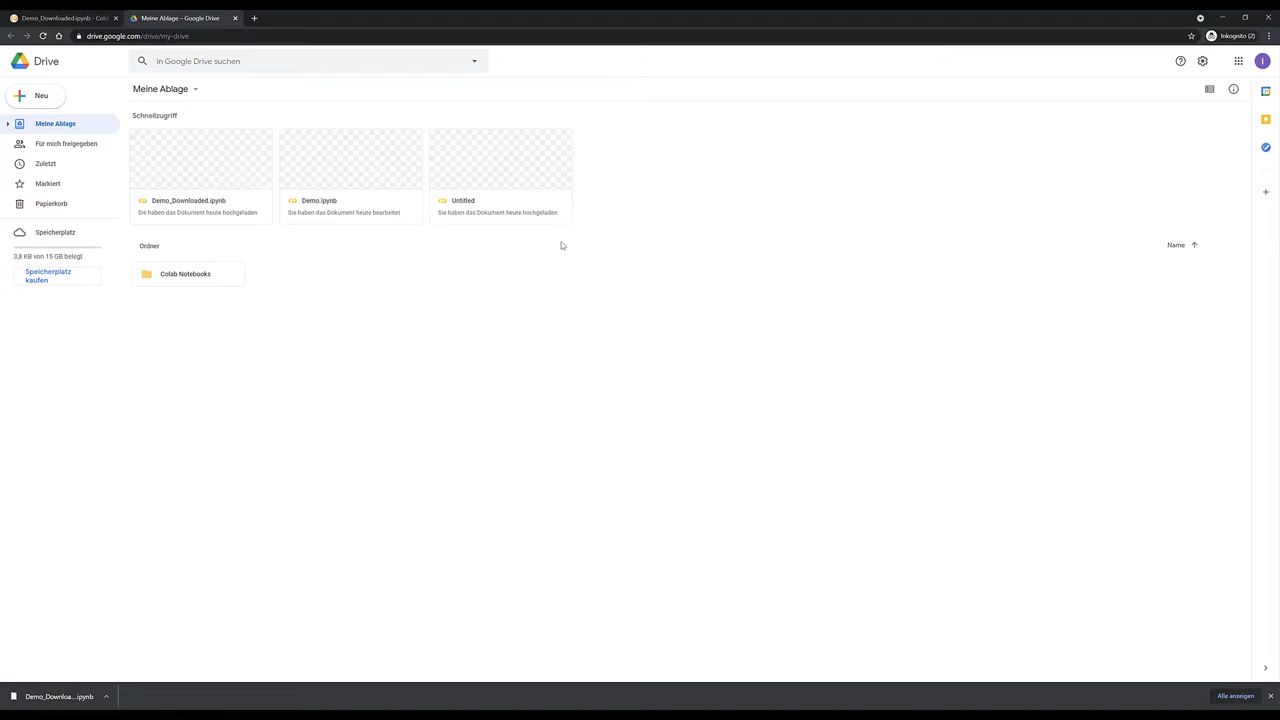 Demo_Downloaded.ipynb - Cola
Meine Ablage – Google Drive
drive.google.com/drive/my-drive
Inkognito (2)
Drive
In Google Drive suchen
I
Neu
Meine Ablage
Meine Ablage
Für mich freigegeben
Zuletzt
Markiert
Papierkorb
Speicherplatz
3,8 KB von 15 GB belegt
Speicherplatz
kaufen
Schnellzugriff
Demo_Downloaded.ipynb
Sie haben das Dokument heute hochgeladen
Demo.ipynb
Sie haben das Dokument heute bearbeitet
Untitled
Sie haben das Dokument heute hochgeladen
Ordner
Name
Colab Notebooks
Demo_Downloa....ipynb
Alle anzeigen